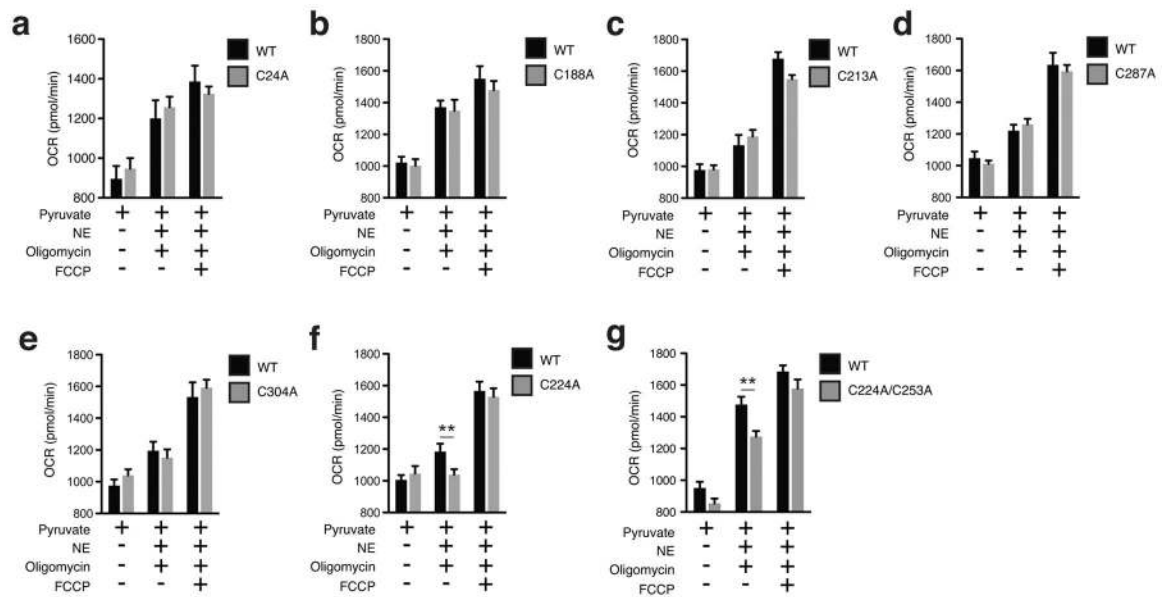 a
1600
1400
1200
1000
800
OCR (pmol/min)
WT
C24A
Pyruvate + + +
NE - + +
Oligomycin - + +
FCCP - - +
b
1800
1600
1400
1200
1000
800
OCR (pmol/min)
WT
C188A
Pyruvate + + +
NE - + +
Oligomycin - + +
FCCP - - +
c
1800
1600
1400
1200
1000
800
OCR (pmol/min)
WT
C213A
Pyruvate + + +
NE - + +
Oligomycin - + +
FCCP - - +
d
1800
1600
1400
1200
1000
800
OCR (pmol/min)
WT
C287A
Pyruvate + + +
NE - + +
Oligomycin - + +
FCCP - - +
e
1800
1600
1400
1200
1000
800
OCR (pmol/min)
WT
C304A
Pyruvate + + +
NE - + +
Oligomycin - + +
FCCP - - +
f
1800
1600
1400
1200
1000
800
OCR (pmol/min)
**
WT
C224A
Pyruvate + + +
NE - + +
Oligomycin - + +
FCCP - - +
g
1800
1600
1400
1200
1000
800
OCR (pmol/min)
**
WT
C224A/C253A
Pyruvate + + +
NE - + +
Oligomycin - + +
FCCP - - +